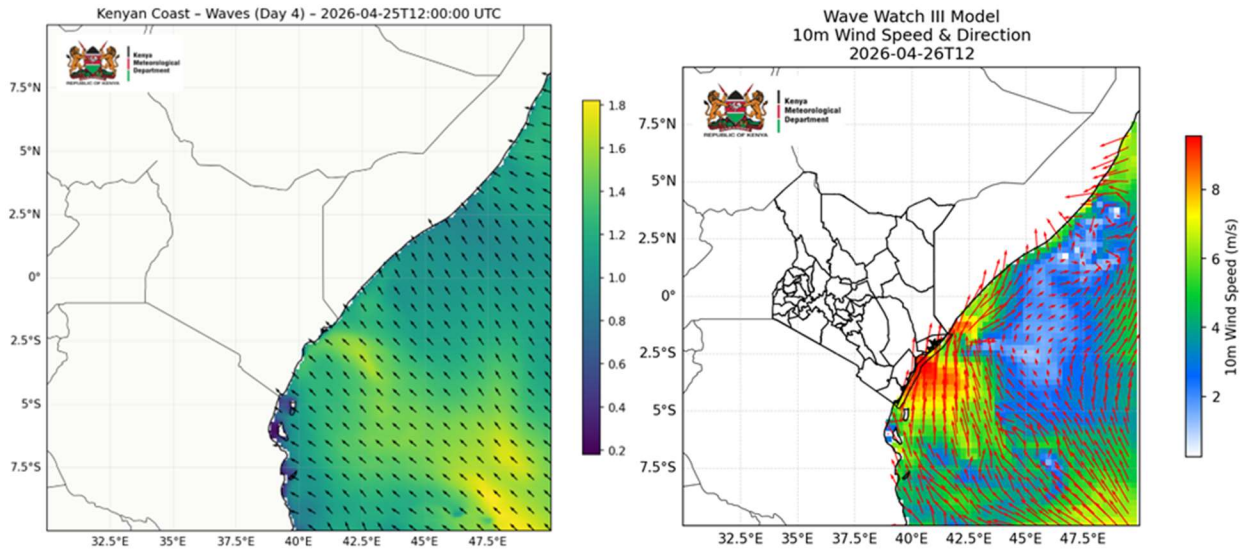 Kenyan Coast – Waves (Day 4) – 2026-04-25T12:00:00 UTC
Kenya
Meteorological
Department
REPUBLIC OF KENYA
7.5°N
5°N
2.5°N
0°
2.5°S
5°S
7.5°S
32.5°E 35°E 37.5°E 40°E 42.5°E 45°E 47.5°E
1.8
1.6
1.4
1.2
1.0
0.8
0.6
0.4
0.2
Wave Watch III Model
10m Wind Speed & Direction
2026-04-26T12
Kenya
Meteorological
Department
REPUBLIC OF KENYA
7.5°N
5°N
2.5°N
0°
2.5°S
5°S
7.5°S
32.5°E 35°E 37.5°E 40°E 42.5°E 45°E 47.5°E
8
6
4
2
10m Wind Speed (m/s)